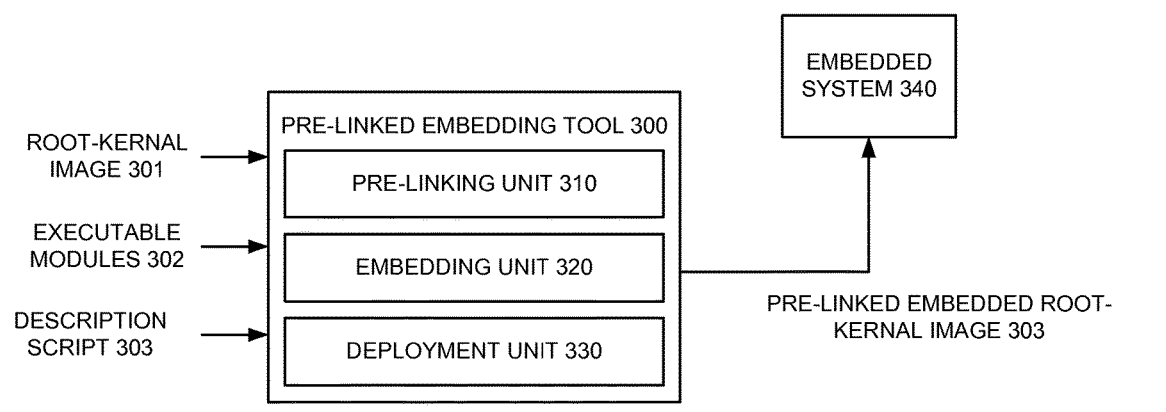 EMBEDDED
SYSTEM 340
PRE-LINKED EMBEDDING TOOL 300
ROOT-KERNAL
IMAGE 301
PRE-LINKING UNIT 310
EXECUTABLE
MODULES 302
EMBEDDING UNIT 320
PRE-LINKED EMBEDDED ROOT-
KERNAL IMAGE 303
DESCRIPTION
SCRIPT 303
DEPLOYMENT UNIT 330